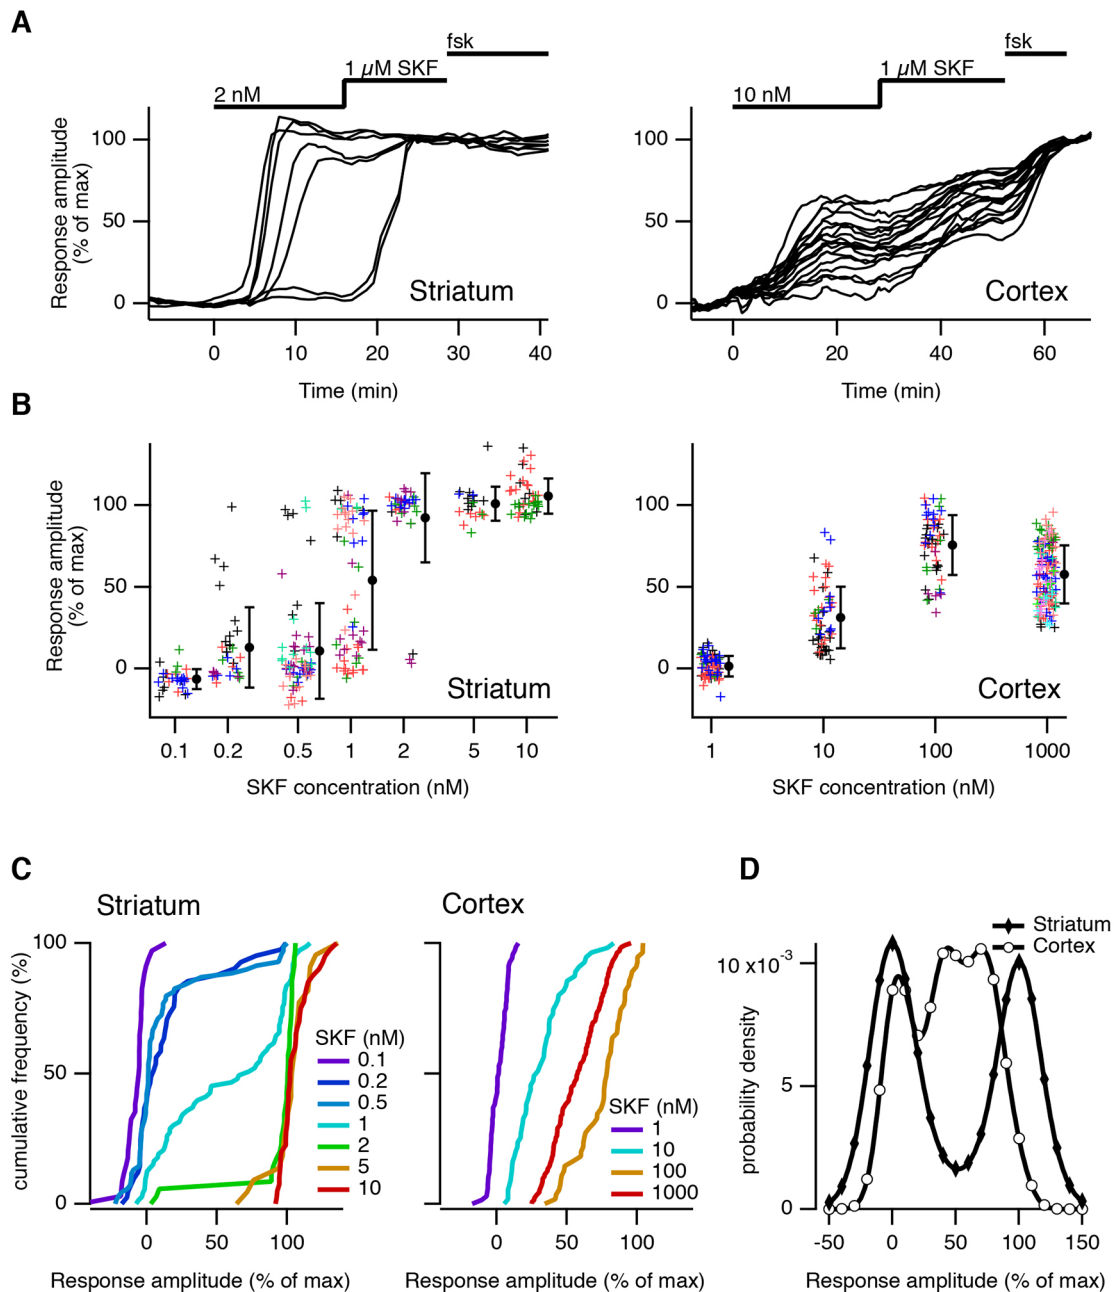 A
fsk
1 µM SKF
2 nM
Response amplitude
(% of max)
100
50
0
Striatum
0 10 20 30 40
Time (min)
fsk
1 µM SKF
10 nM
100
50
0
Cortex
0 20 40 60
Time (min)
B
Response amplitude
(% of max)
100
50
0
Striatum
0.1 0.2 0.5 1 2 5 10
SKF concentration (nM)
100
50
0
Cortex
1 10 100 1000
SKF concentration (nM)
C
Striatum
cumulative frequency (%)
100
50
0
SKF (nM)
0.1
0.2
0.5
1
2
5
10
0 50 100
Response amplitude (% of max)
Cortex
SKF (nM)
1
10
100
1000
0 50 100
Response amplitude (% of max)
D
Striatum
Cortex
probability density
10 x10-3
5
0
-50 0 50 100 150
Response amplitude (% of max)